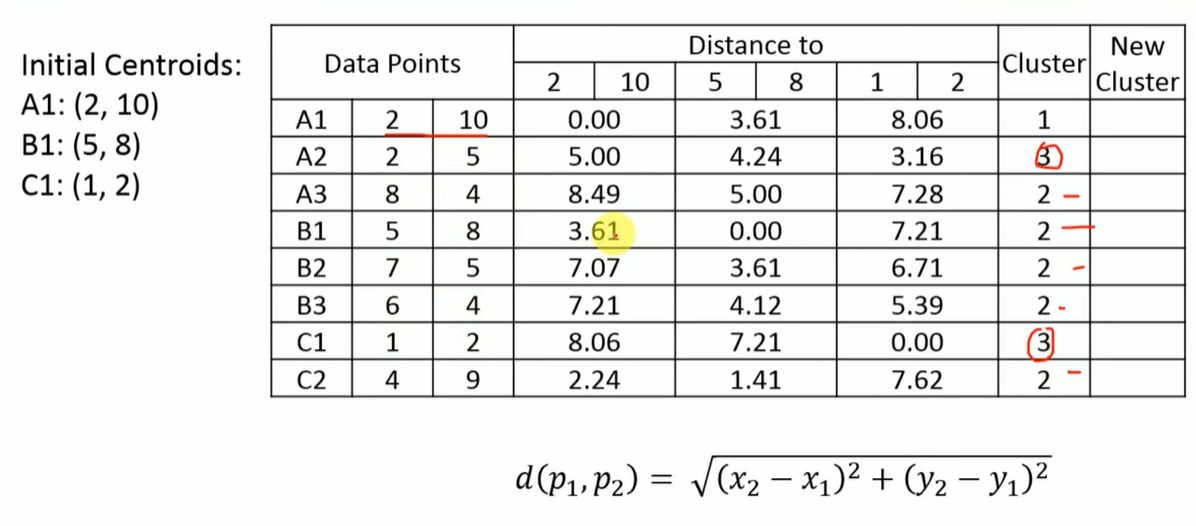 Initial Centroids:
A1: (2, 10)
B1: (5, 8)
C1: (1, 2)
Data Points Distance to Cluster New Cluster
2 10 5 8 1 2
A1 2 10 0.00 3.61 8.06 1
A2 2 5 5.00 4.24 3.16 3
A3 8 4 8.49 5.00 7.28 2
B1 5 8 3.61 0.00 7.21 2
B2 7 5 7.07 3.61 6.71 2
B3 6 4 7.21 4.12 5.39 2
C1 1 2 8.06 7.21 0.00 3
C2 4 9 2.24 1.41 7.62 2
d(p₁, p₂) = √(x₂ − x₁)² + (y₂ − y₁)²